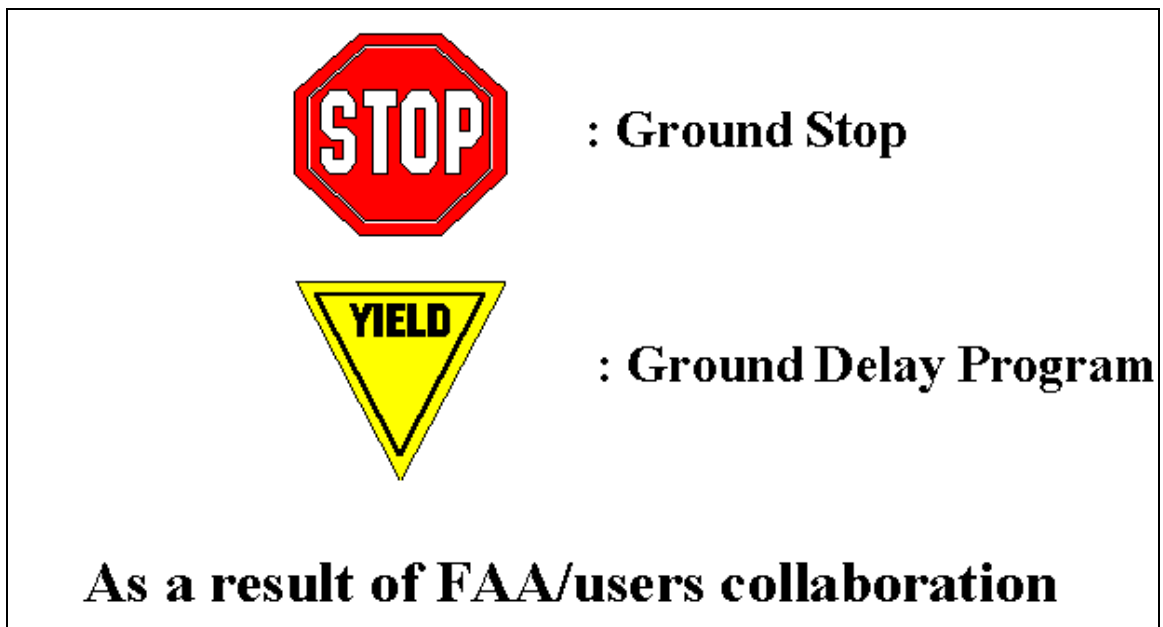 STOP : Ground Stop
YIELD : Ground Delay Program
As a result of FAA/users collaboration